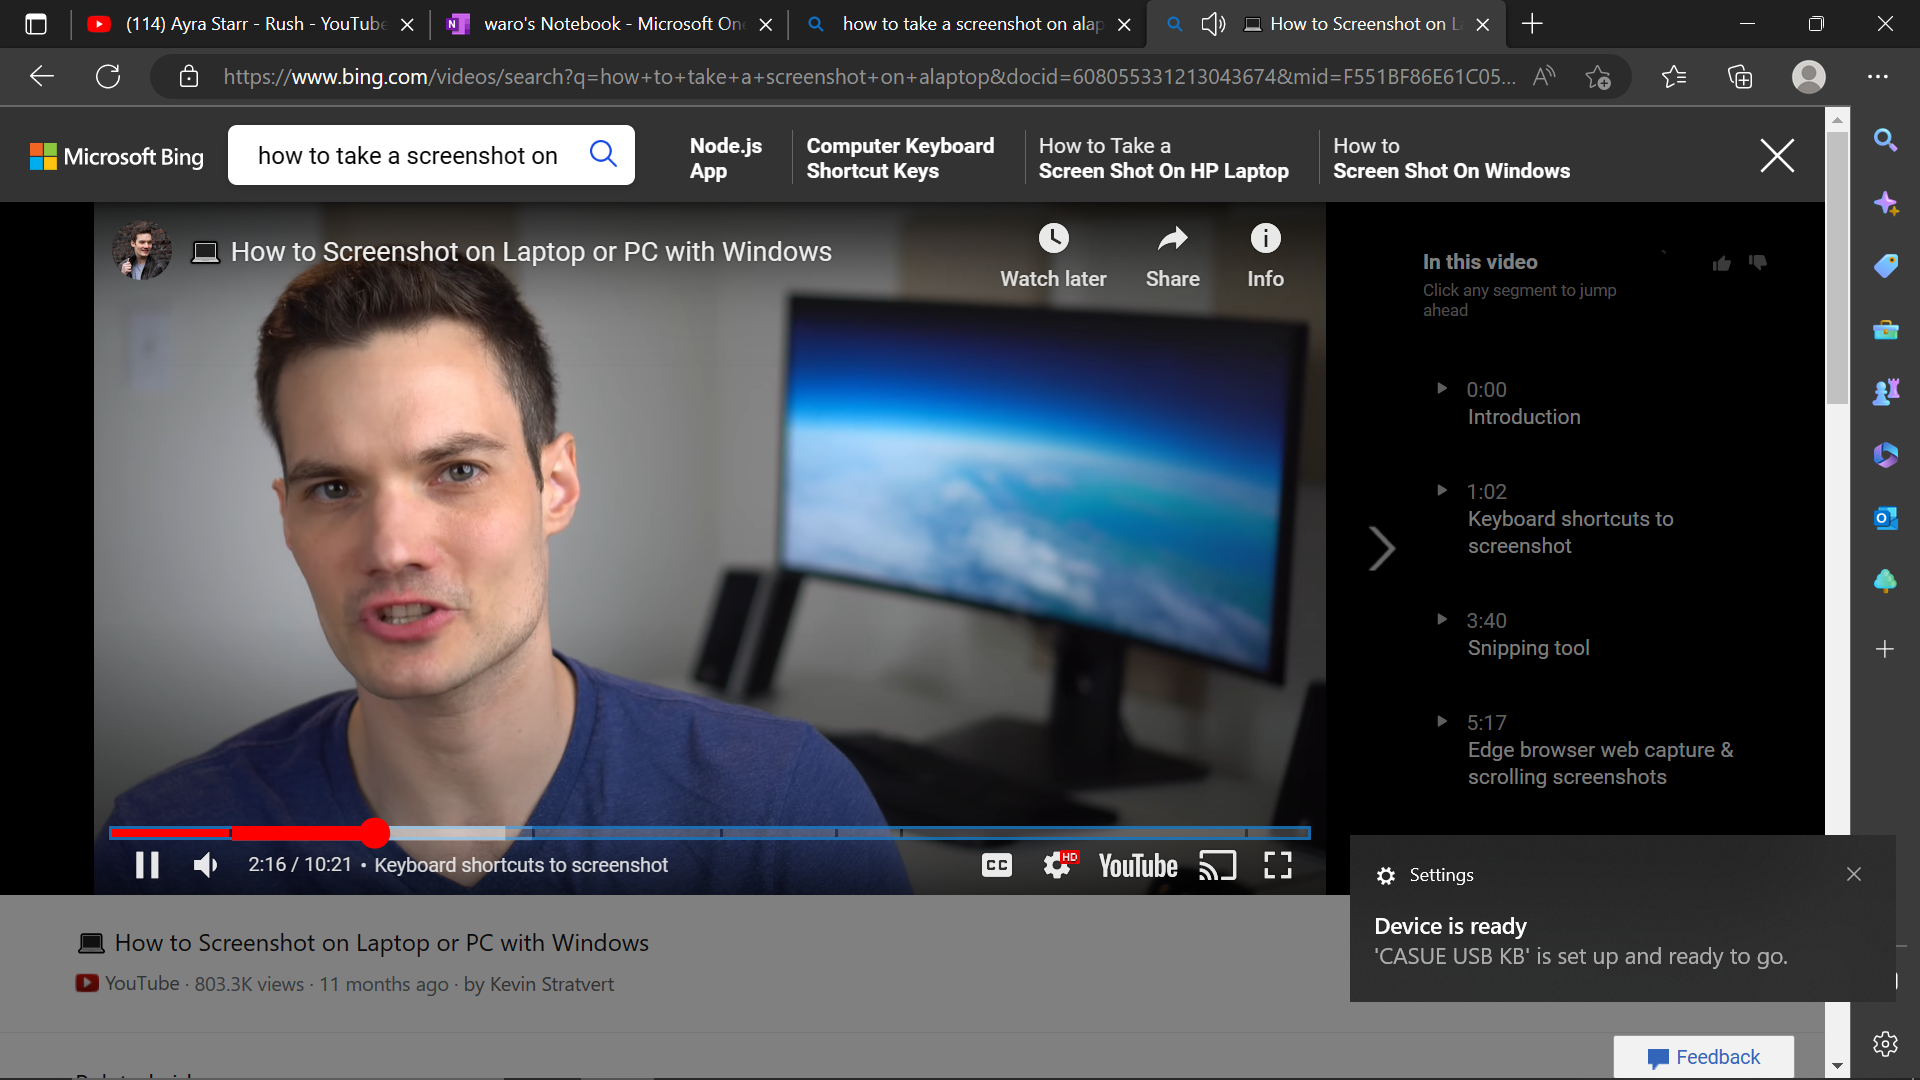 (114) Ayra Starr - Rush - YouTube
waro's Notebook - Microsoft On
how to take a screenshot on alap
How to Screenshot on L
https://www.bing.com/videos/search?q=how+to+take+a+screenshot+on+alaptop&docid=608055331213043674&mid=F551BF86E61C05...
Microsoft Bing
how to take a screenshot on
Node.js
App
Computer Keyboard
Shortcut Keys
How to Take a
Screen Shot On HP Laptop
How to
Screen Shot On Windows
How to Screenshot on Laptop or PC with Windows
Watch later
Share
Info
In this video
Click any segment to jump
ahead
0:00
Introduction
1:02
Keyboard shortcuts to
screenshot
3:40
Snipping tool
5:17
Edge browser web capture &
scrolling screenshots
2:16 / 10:21 • Keyboard shortcuts to screenshot
CC
HD
YouTube
Settings
Device is ready
'CASUE USB KB' is set up and ready to go.
How to Screenshot on Laptop or PC with Windows
YouTube · 803.3K views · 11 months ago · by Kevin Stratvert
Feedback